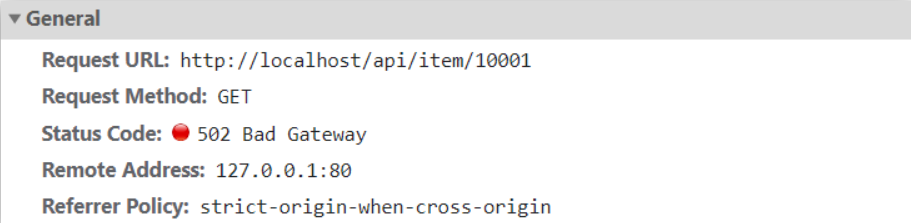 General
Request URL: http://localhost/api/item/10001
Request Method: GET
Status Code: 502 Bad Gateway
Remote Address: 127.0.0.1:80
Referrer Policy: strict-origin-when-cross-origin